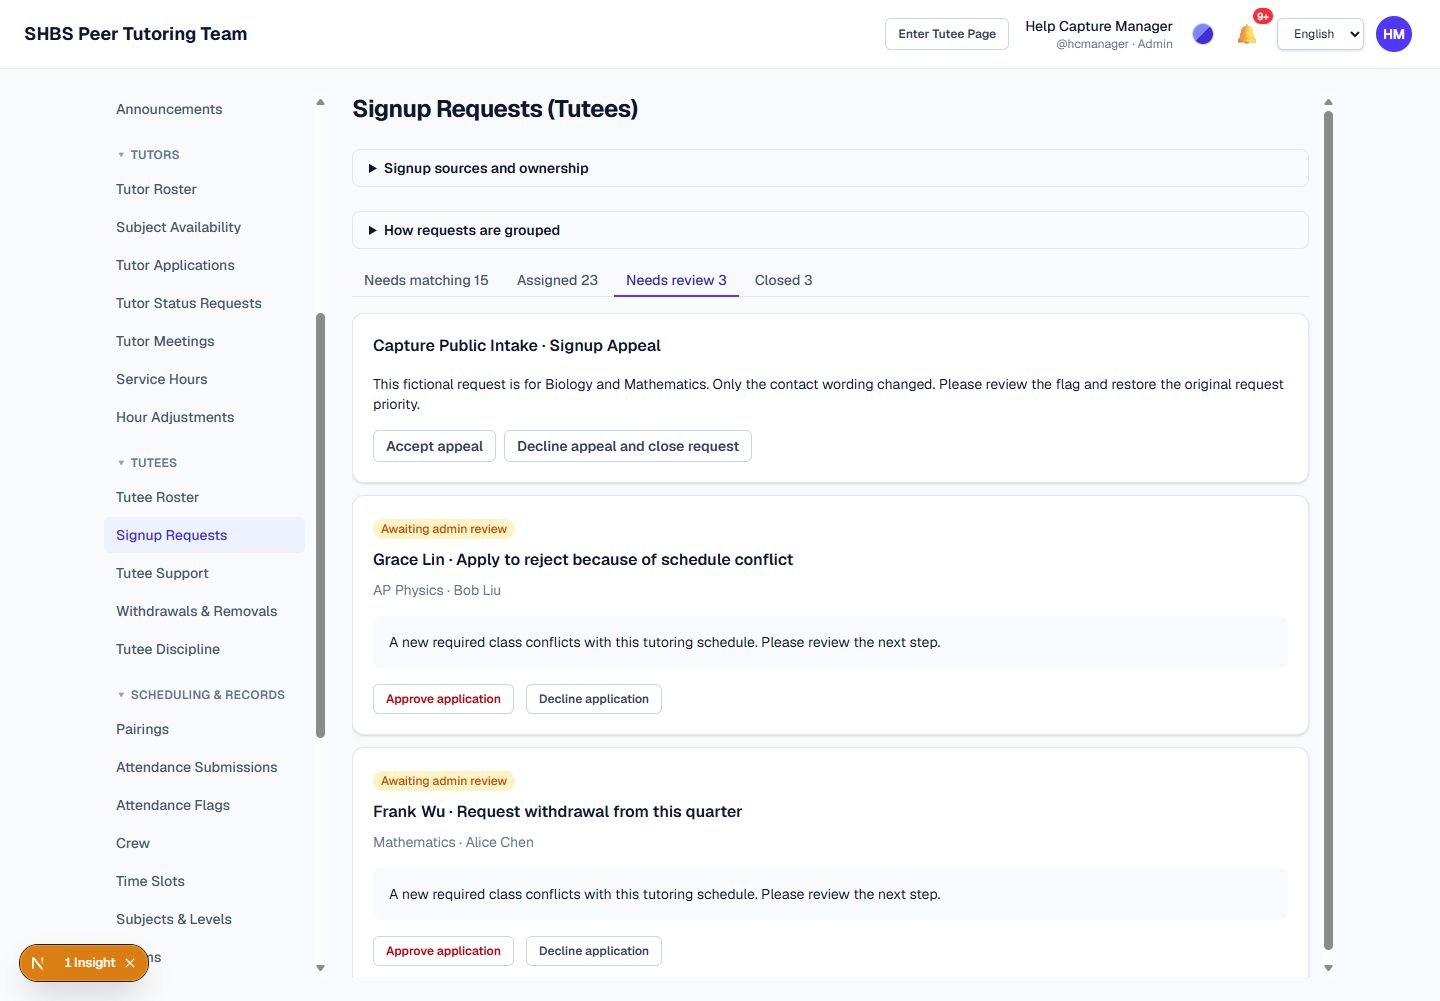 SHBS Peer Tutoring Team
Enter Tutee Page
Help Capture Manager
@hcmanager · Admin
9+
English
HM
Announcements
TUTORS
Tutor Roster
Subject Availability
Tutor Applications
Tutor Status Requests
Tutor Meetings
Service Hours
Hour Adjustments
TUTEES
Tutee Roster
Signup Requests
Tutee Support
Withdrawals & Removals
Tutee Discipline
SCHEDULING & RECORDS
Pairings
Attendance Submissions
Attendance Flags
Crew
Time Slots
Subjects & Levels
ms
N 1 Insight ×
Signup Requests (Tutees)
Signup sources and ownership
How requests are grouped
Needs matching 15 Assigned 23 Needs review 3 Closed 3
Capture Public Intake · Signup Appeal
This fictional request is for Biology and Mathematics. Only the contact wording changed. Please review the flag and restore the original request
priority.
Accept appeal Decline appeal and close request
Awaiting admin review
Grace Lin · Apply to reject because of schedule conflict
AP Physics · Bob Liu
A new required class conflicts with this tutoring schedule. Please review the next step.
Approve application Decline application
Awaiting admin review
Frank Wu · Request withdrawal from this quarter
Mathematics · Alice Chen
A new required class conflicts with this tutoring schedule. Please review the next step.
Approve application Decline application